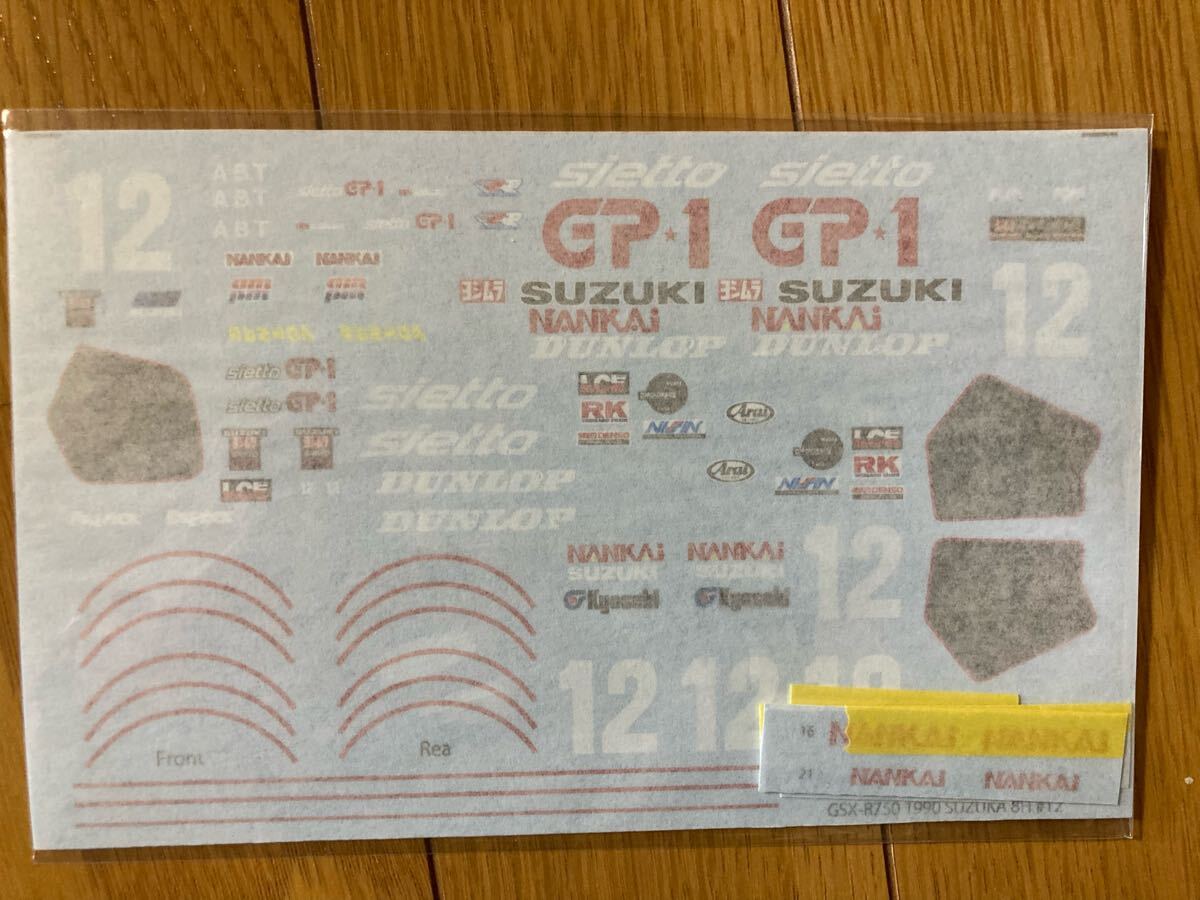 12
ABT
ABT
ABT
sietto GP-1
sietto GP-1
NANKAI NANKAI
sietto sietto
GP★1 GP★1
ヨシムラ SUZUKI ヨシムラ SUZUKI
NANKAI NANKAI
DUNLOP DUNLOP
12
sietto GP-1
sietto GP-1
sietto
sietto
DUNLOP
DUNLOP
LCE
LCE
RK
NISSIN
Arai
Arai
NISSIN
LCE
RK
NANKAI NANKAI
SUZUKI SUZUKI
Kyosekі Kyoseki
12
12 12 12
Front
Rea
16 NANKAI NANKAI
21 NANKAI NANKAI
GSX-R750 1990 SUZUKA 8H #12